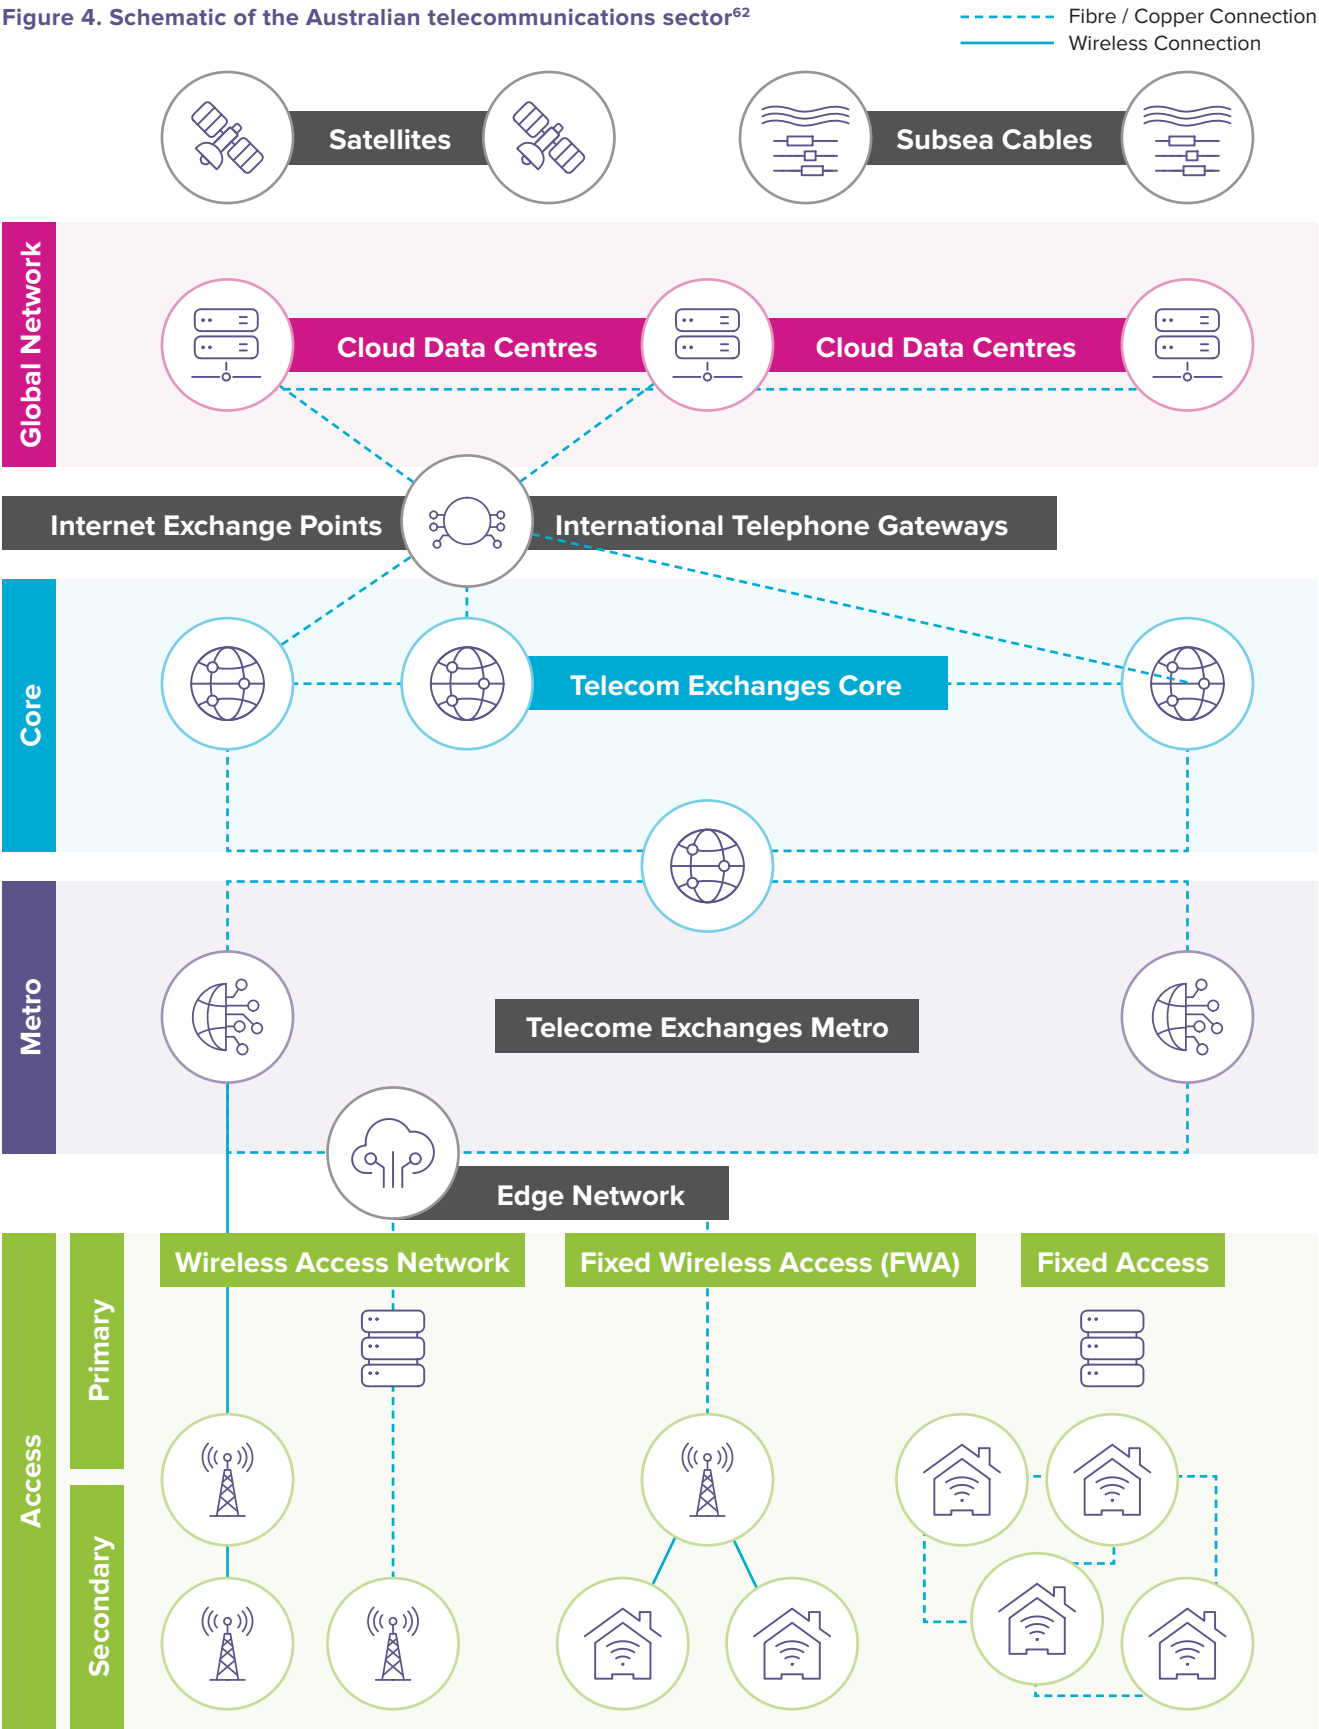 Figure 4. Schematic of the Australian telecommunications sector⁶²
Fibre / Copper Connection
Wireless Connection
Satellites
Subsea Cables
Global Network
Cloud Data Centres
Cloud Data Centres
Internet Exchange Points
International Telephone Gateways
Core
Telecom Exchanges Core
Metro
Telecome Exchanges Metro
Edge Network
Access
Primary
Wireless Access Network
Fixed Wireless Access (FWA)
Fixed Access
Secondary